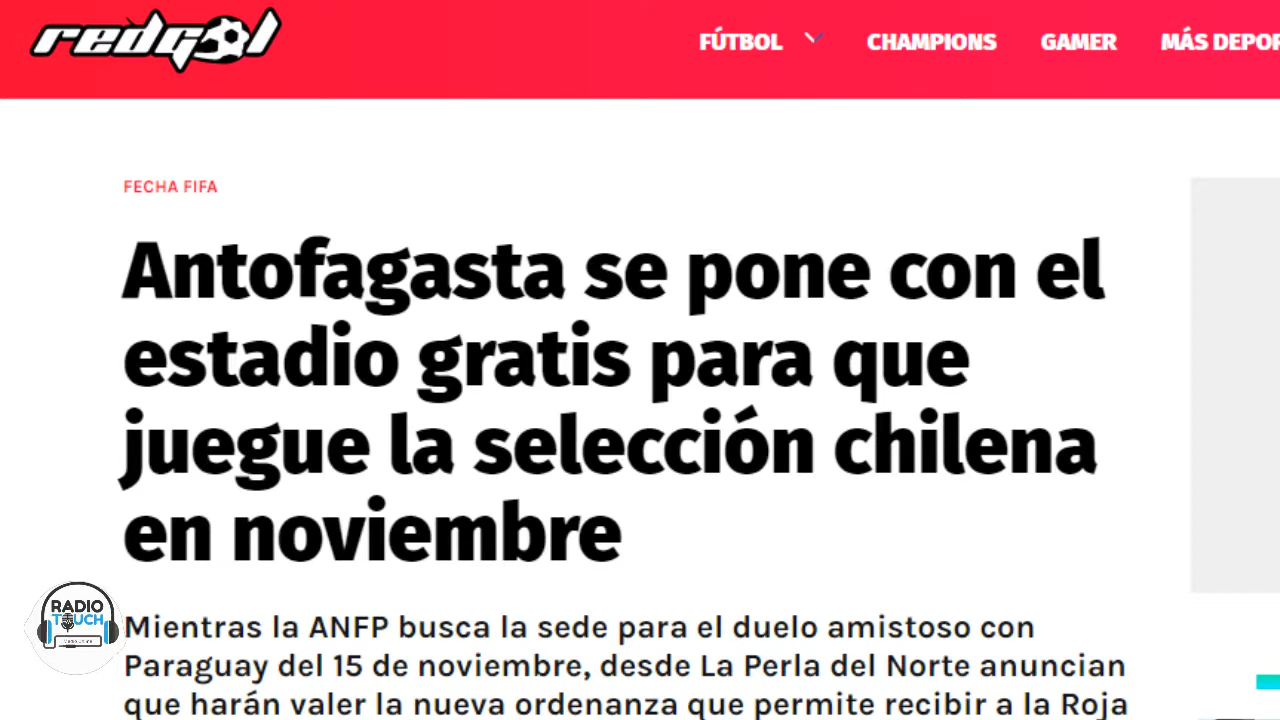 redgol
FÚTBOL CHAMPIONS GAMER MÁS DEPOR
FECHA FIFA
Antofagasta se pone con el
estadio gratis para que
juegue la selección chilena
en noviembre
RADIO
TOUCH
Mientras la ANFP busca la sede para el duelo amistoso con
Paraguay del 15 de noviembre, desde La Perla del Norte anuncian
que harán valer la nueva ordenanza que permite recibir a la Roja